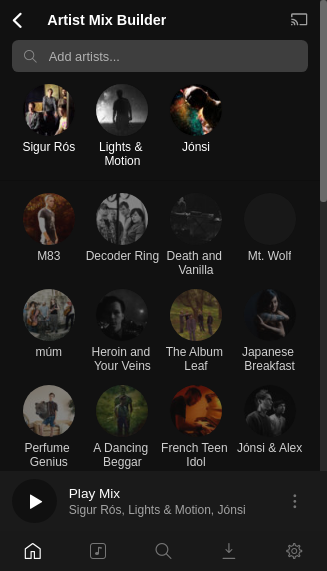 Artist Mix Builder
Add artists...
Sigur Rós
Lights &
Motion
Jónsi
M83
Decoder Ring
Death and
Vanilla
Mt. Wolf
múm
Heroin and
Your Veins
The Album
Leaf
Japanese
Breakfast
Perfume
Genius
A Dancing
Beggar
French Teen
Idol
Jónsi & Alex
Play Mix
Sigur Rós, Lights & Motion, Jónsi